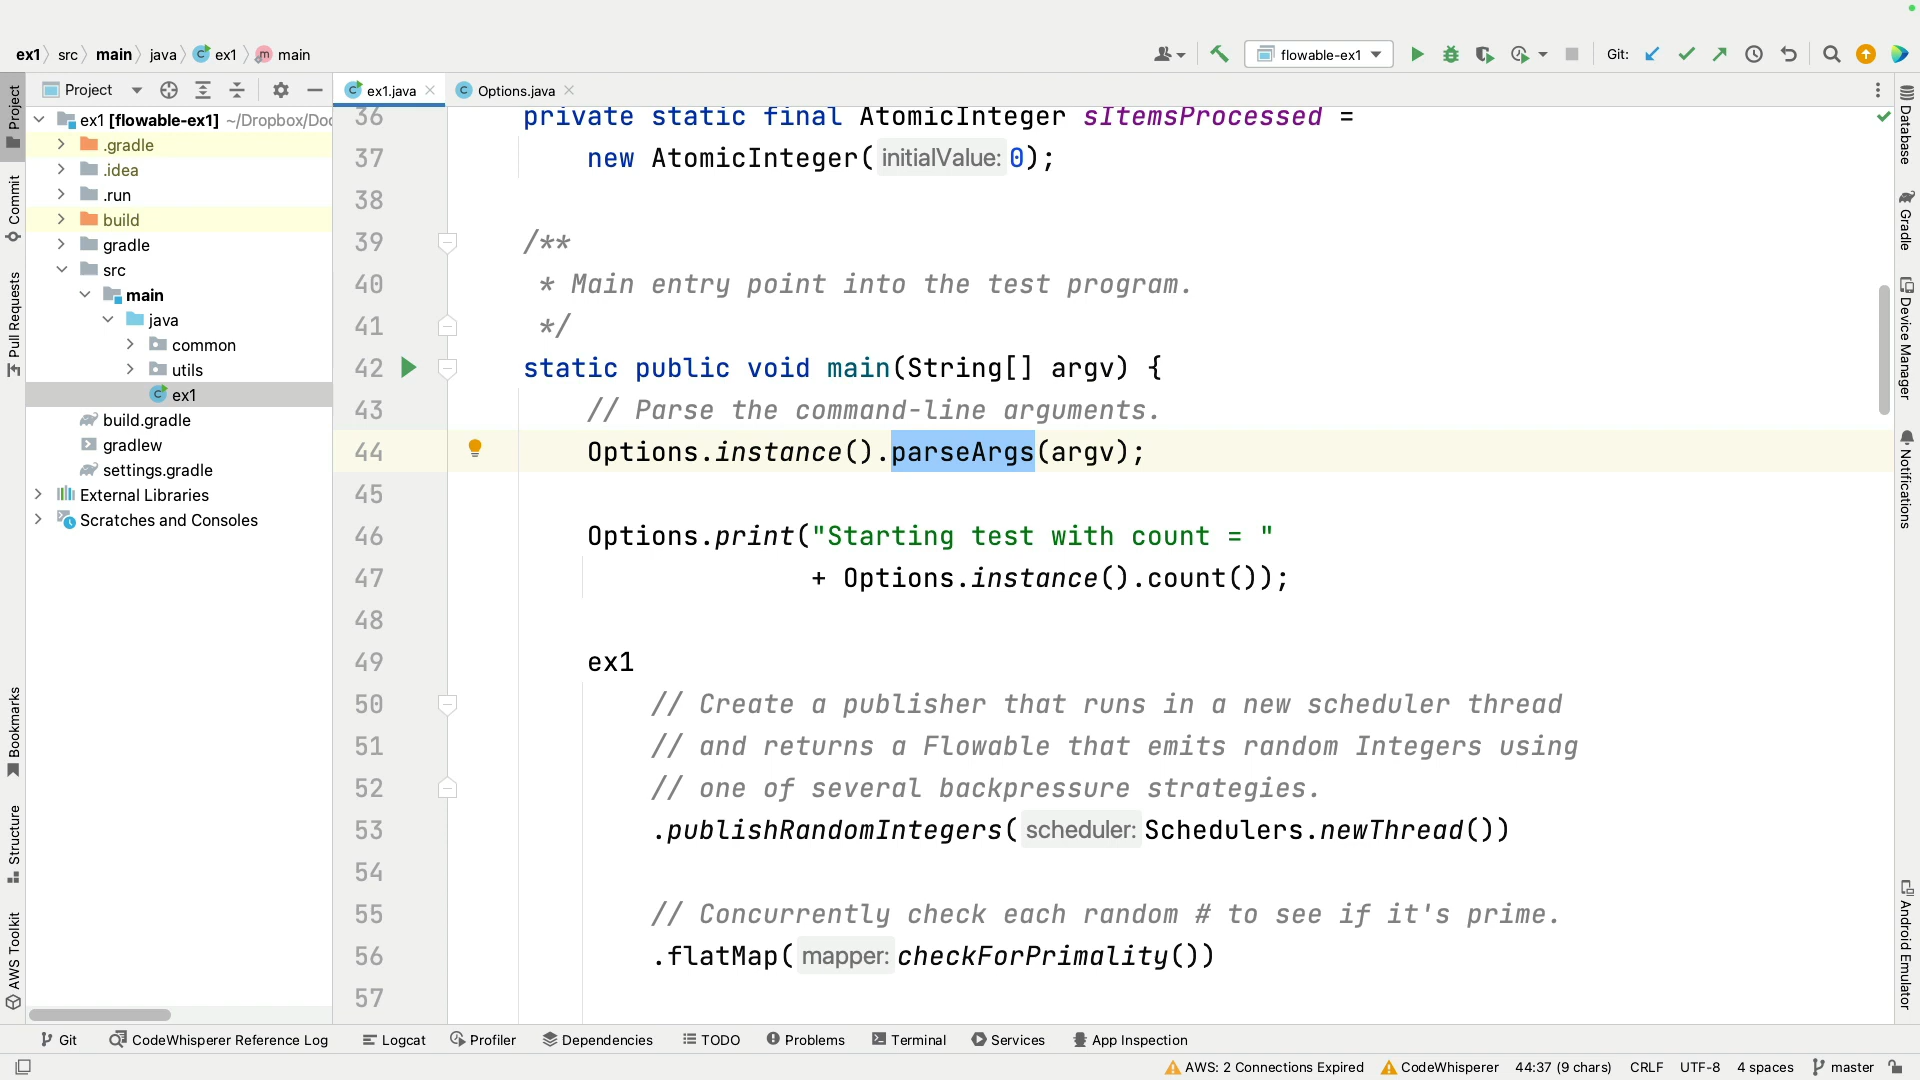 ex1 src main java ex1 main
flowable-ex1
Git:
Project
ex1.java
Options.java
ex1 [flowable-ex1] ~/Dropbox/Doc
.gradle
.idea
.run
build
gradle
src
main
java
common
utils
ex1
build.gradle
gradlew
settings.gradle
External Libraries
Scratches and Consoles
Project
Commit
Pull Requests
Bookmarks
Structure
AWS Toolkit
36 private static final AtomicInteger sItemsProcessed =
37 new AtomicInteger( initialValue: 0);
38
39 /**
40 * Main entry point into the test program.
41 */
42 static public void main(String[] argv) {
43 // Parse the command-line arguments.
44 Options.instance().parseArgs(argv);
45
46 Options.print("Starting test with count = "
47 + Options.instance().count());
48
49 ex1
50 // Create a publisher that runs in a new scheduler thread
51 // and returns a Flowable that emits random Integers using
52 // one of several backpressure strategies.
53 .publishRandomIntegers( scheduler: Schedulers.newThread())
54
55 // Concurrently check each random # to see if it's prime.
56 .flatMap( mapper: checkForPrimality())
57
Database
Gradle
Device Manager
Notifications
Android Emulator
Git CodeWhisperer Reference Log Logcat Profiler Dependencies TODO Problems Terminal Services App Inspection
AWS: 2 Connections Expired CodeWhisperer 44:37 (9 chars) CRLF UTF-8 4 spaces master